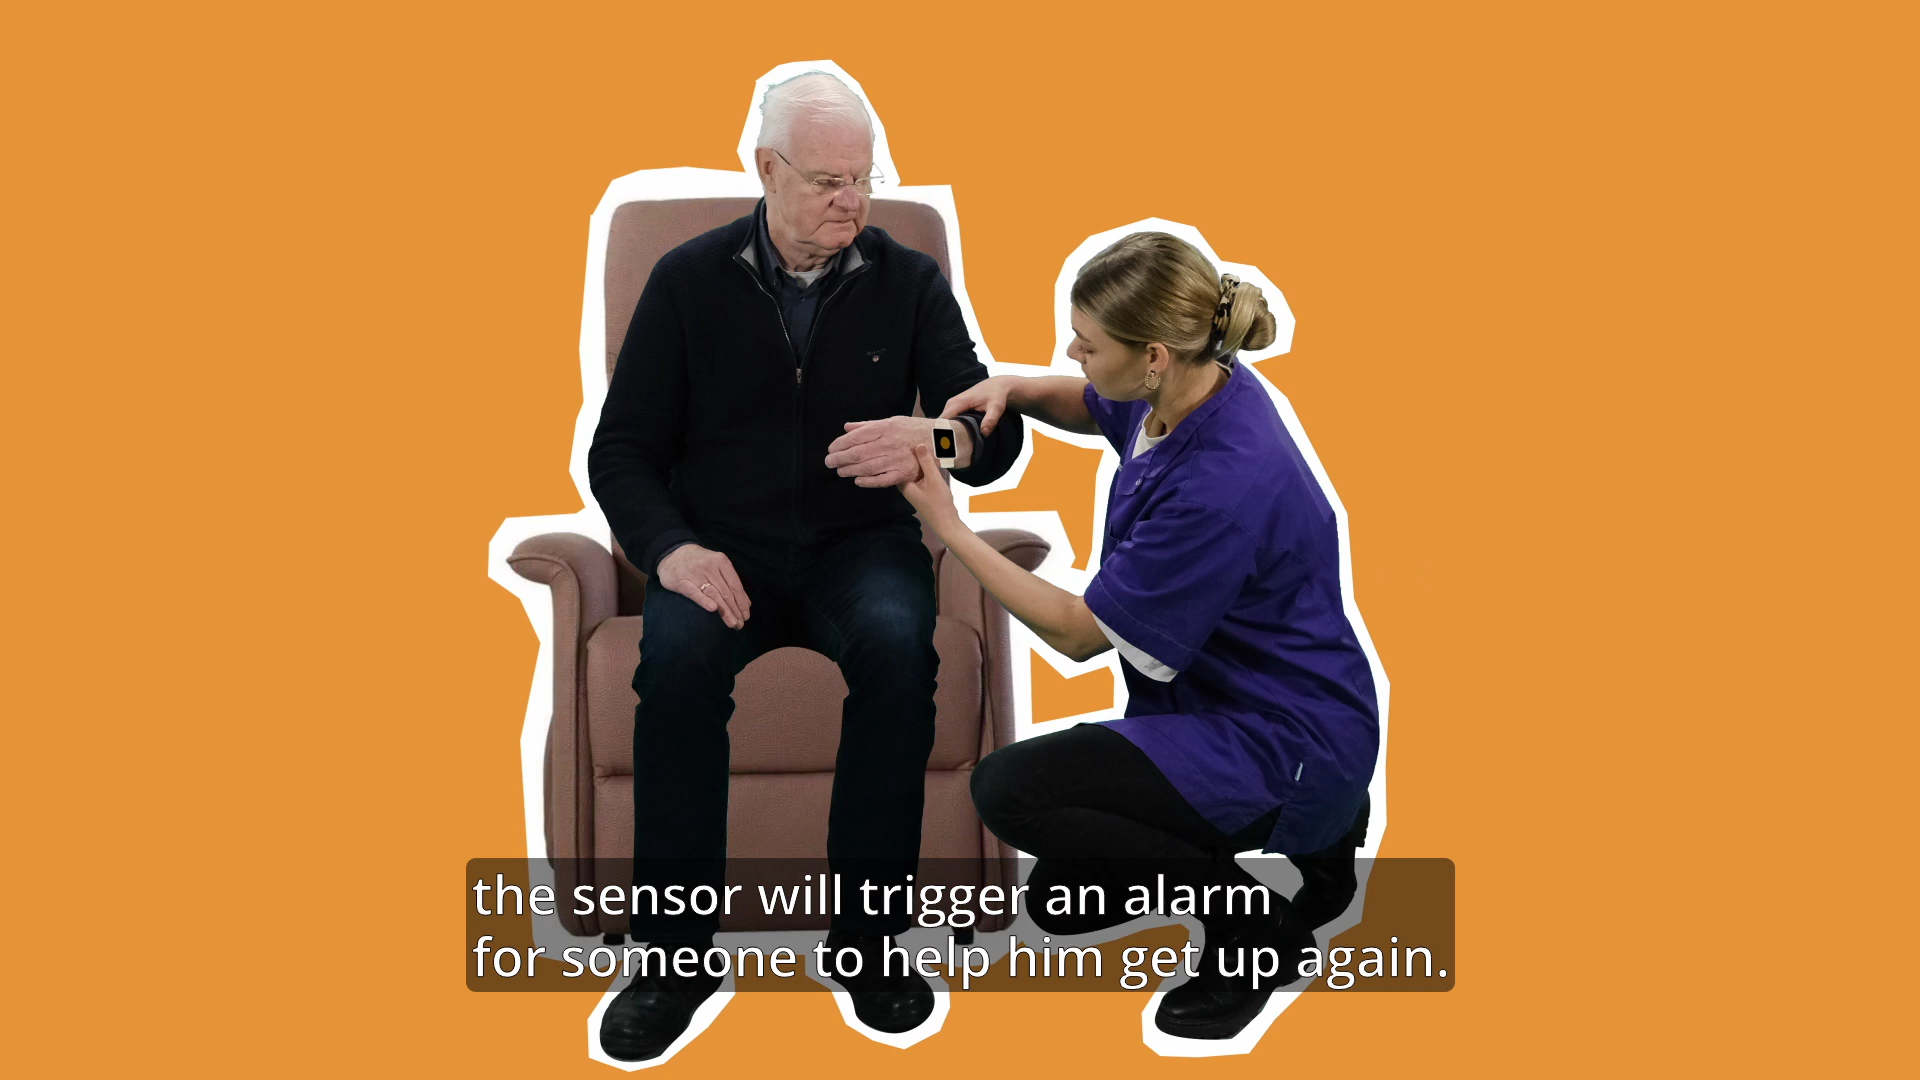 the sensor will trigger an alarm
for someone to help him get up again.